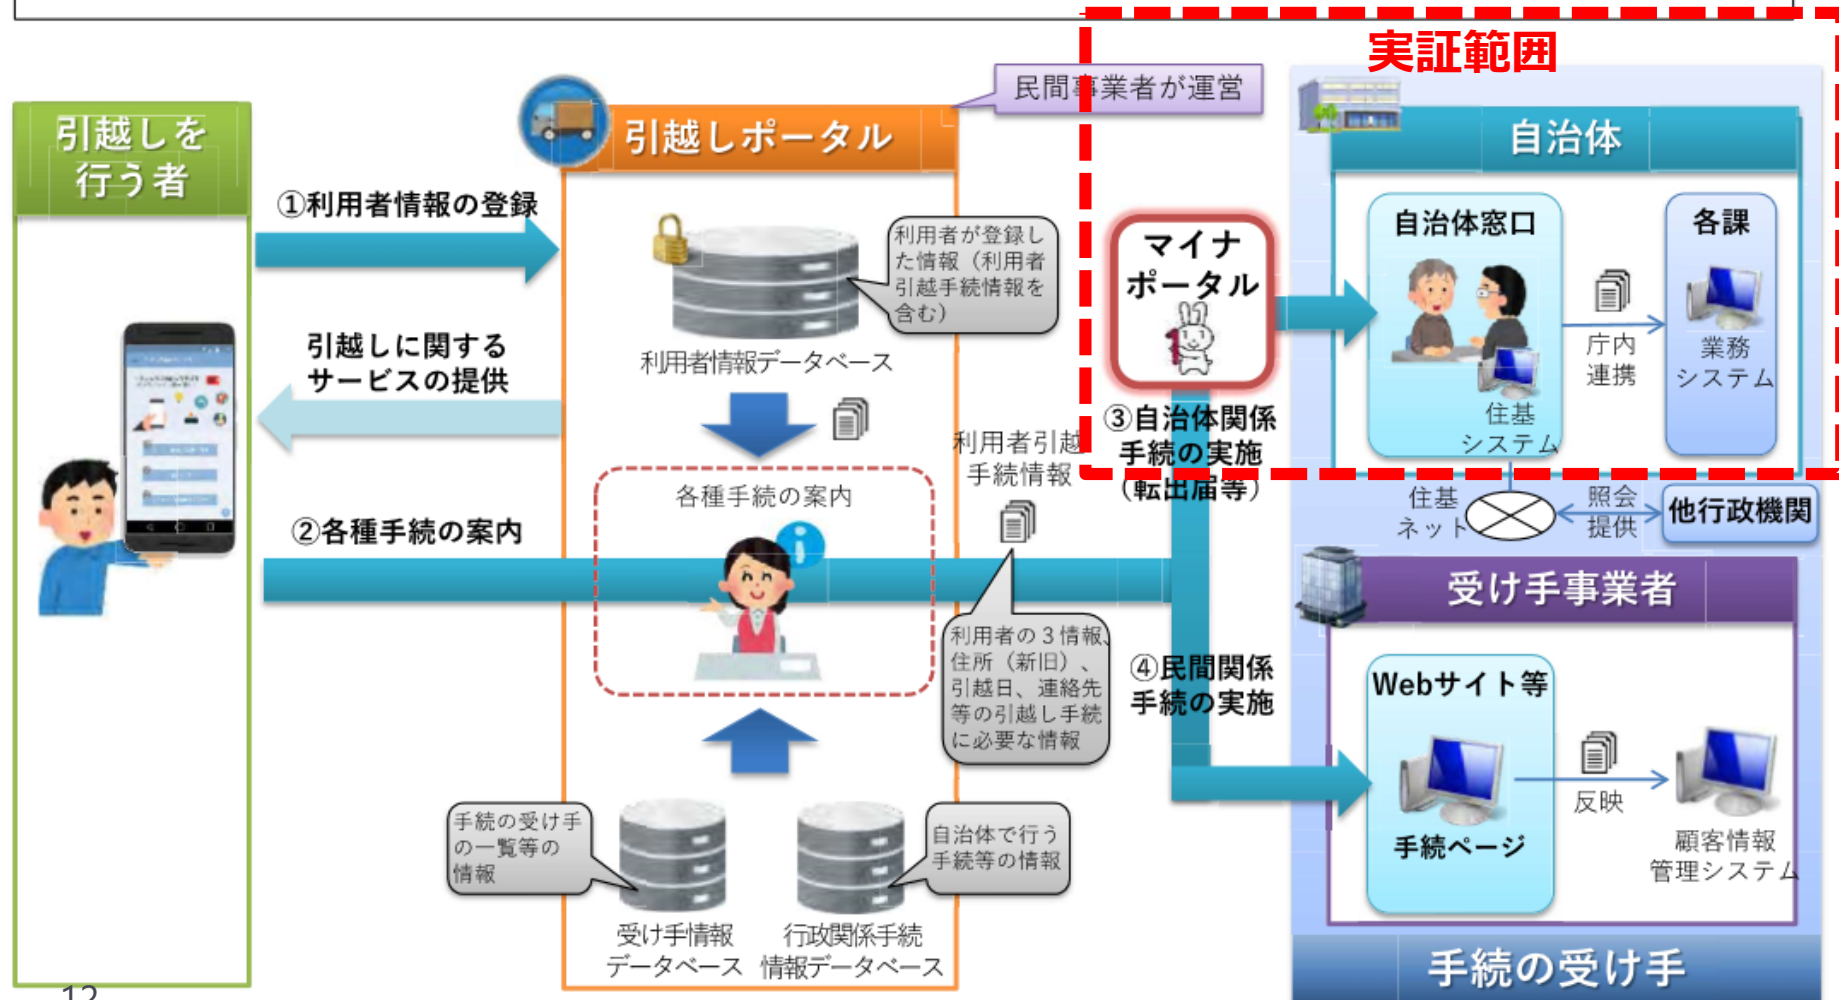 実証範囲
民間事業者が運営
引越しを
行う者
引越しポータル
自治体
①利用者情報の登録
利用者が登録し
た情報（利用者
引越手続情報を
含む）
利用者情報データベース
マイナ
ポータル
自治体窓口
各課
庁内
連携
業務
システム
住基
システム
引越しに関する
サービスの提供
③自治体関係
手続の実施
（転出届等）
利用者引越
手続情報
各種手続の案内
②各種手続の案内
住基
ネット
照会
提供
他行政機関
受け手事業者
利用者の３情報、
住所（新旧）、
引越日、連絡先
等の引越し手続
に必要な情報
④民間関係
手続の実施
Webサイト等
手続ページ
反映
顧客情報
管理システム
手続の受け手
の一覧等の
情報
自治体で行う
手続等の情報
受け手情報
データベース
行政関係手続
情報データベース
手続の受け手
12